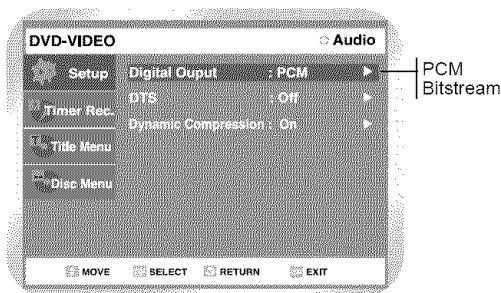 DVD-VIDEO
Audio
Setup
Digital Ouput : PCM
PCM
Bitstream
Timer Rec.
DTS : Off
Dynamic Compression : On
Title Menu
Disc Menu
MOVE SELECT RETURN EXIT